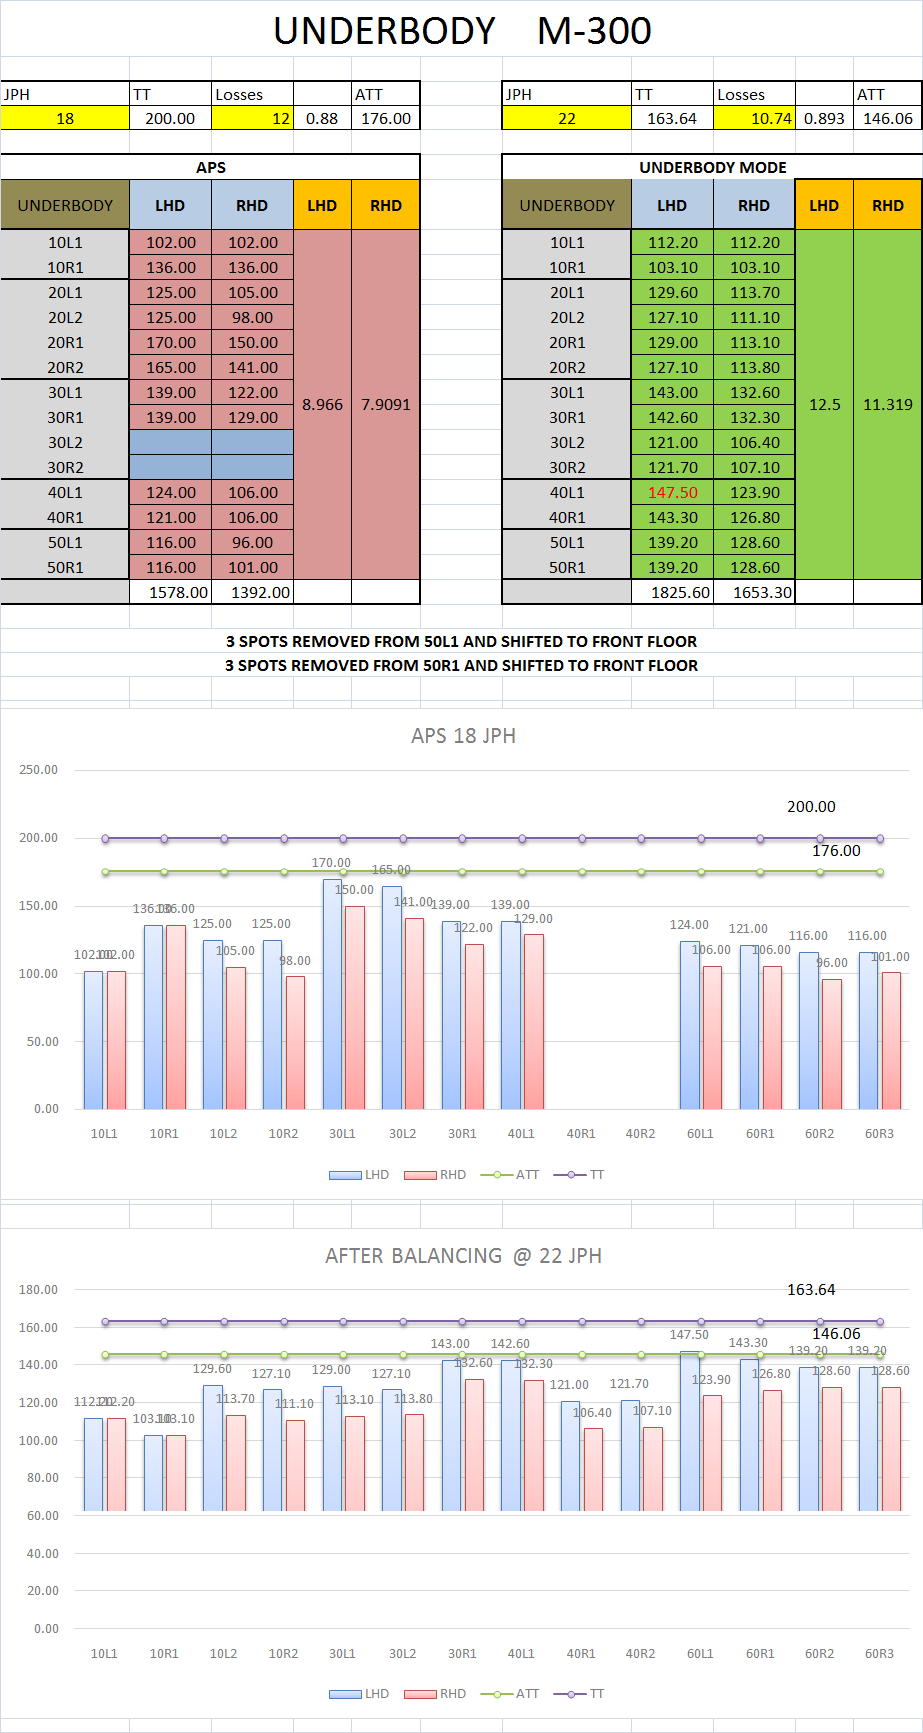 UNDERBODY M-300
JPH TT Losses ATT
18 200.00 12 0.88 176.00
JPH TT Losses ATT
22 163.64 10.74 0.893 146.06
APS
UNDERBODY LHD RHD LHD RHD
10L1 102.00 102.00
10R1 136.00 136.00
20L1 125.00 105.00
20L2 125.00 98.00
20R1 170.00 150.00
20R2 165.00 141.00
30L1 139.00 122.00
8.966 7.9091
30R1 139.00 129.00
30L2
30R2
40L1 124.00 106.00
40R1 121.00 106.00
50L1 116.00 96.00
50R1 116.00 101.00
1578.00 1392.00
UNDERBODY MODE
UNDERBODY LHD RHD LHD RHD
10L1 112.20 112.20
10R1 103.10 103.10
20L1 129.60 113.70
20L2 127.10 111.10
20R1 129.00 113.10
20R2 127.10 113.80
30L1 143.00 132.60
12.5 11.319
30R1 142.60 132.30
30L2 121.00 106.40
30R2 121.70 107.10
40L1 147.50 123.90
40R1 143.30 126.80
50L1 139.20 128.60
50R1 139.20 128.60
1825.60 1653.30
3 SPOTS REMOVED FROM 50L1 AND SHIFTED TO FRONT FLOOR
3 SPOTS REMOVED FROM 50R1 AND SHIFTED TO FRONT FLOOR
APS 18 JPH
250.00
200.00
150.00
100.00
50.00
0.00
200.00
176.00
102.00 102.00
136.00 136.00
125.00 105.00
125.00 98.00
170.00 150.00
165.00 141.00
139.00 122.00
139.00 129.00
124.00 106.00
121.00 106.00
116.00 96.00
116.00 101.00
10L1 10R1 10L2 10R2 30L1 30L2 30R1 40L1 40R1 40R2 60L1 60R1 60R2 60R3
LHD RHD ATT TT
AFTER BALANCING @ 22 JPH
180.00
160.00
140.00
120.00
100.00
80.00
60.00
40.00
20.00
0.00
163.64
146.06
112.20 112.20
103.10 103.10
129.60 113.70
127.10 111.10
129.00 113.10
127.10 113.80
143.00 132.60
142.60 132.30
121.00 106.40
121.70 107.10
147.50 123.90
143.30 126.80
139.20 128.60
139.20 128.60
10L1 10R1 10L2 10R2 30L1 30L2 30R1 40L1 40R1 40R2 60L1 60R1 60R2 60R3
LHD RHD ATT TT